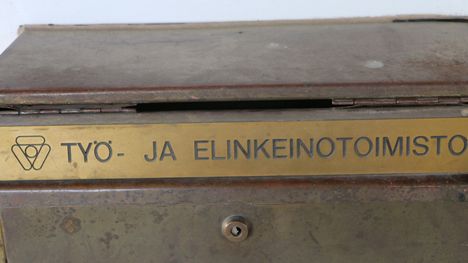 TYÖ- JA ELINKEINOTOIMISTO